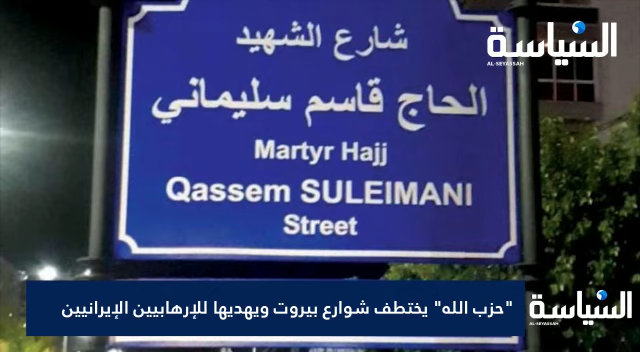 السياسة
AL-SEYASSAH
شارع الشهيد
الحاج قاسم سليماني
Martyr Hajj
Qassem SULEIMANI
Street
"حزب الله" يختطف شوارع بيروت ويهديها للإرهابيين الإيرانيين
السياسة
AL-SEYASSAH